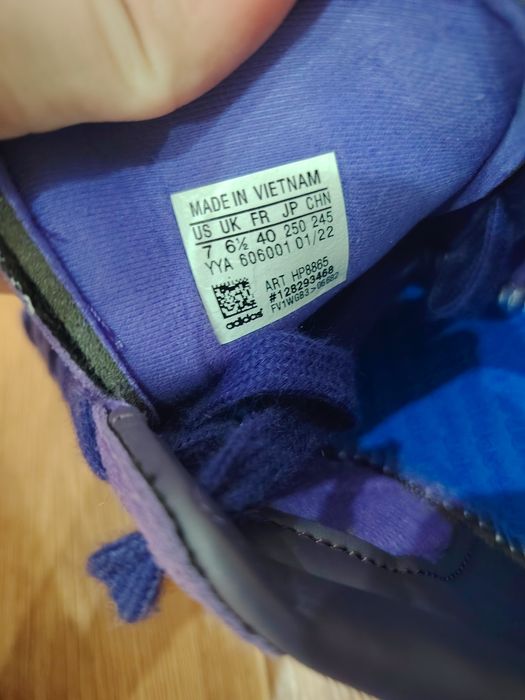 MADE IN VIETNAM
US UK FR JP CHN
7 6½ 40 250 245
YYA 606001 01/22
ART HP8865
#128293468
adidas